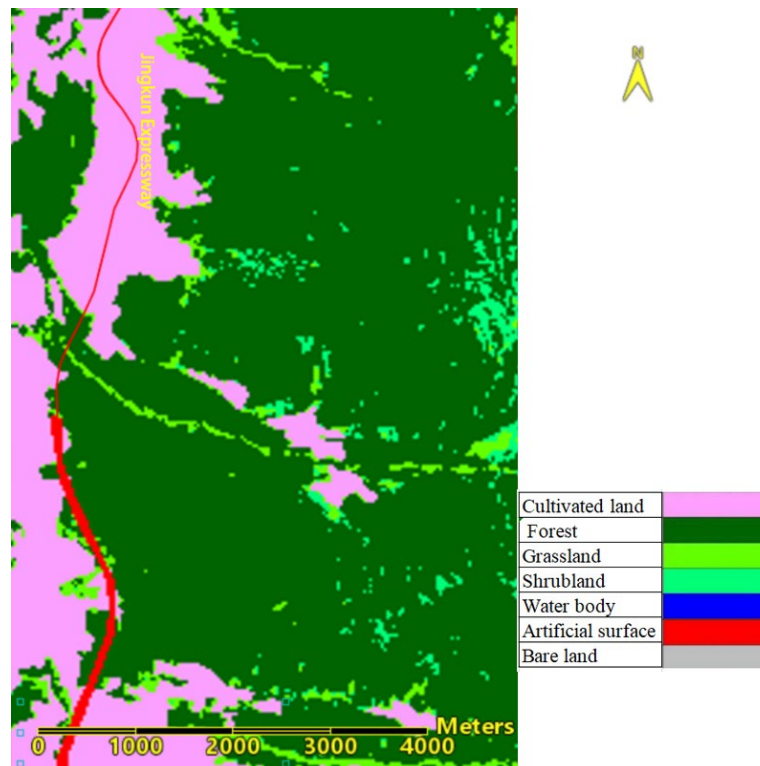 Jingkun Expressway
N
Cultivated land
Forest
Grassland
Shrubland
Water body
Artificial surface
Bare land
Meters
0 1000 2000 3000 4000